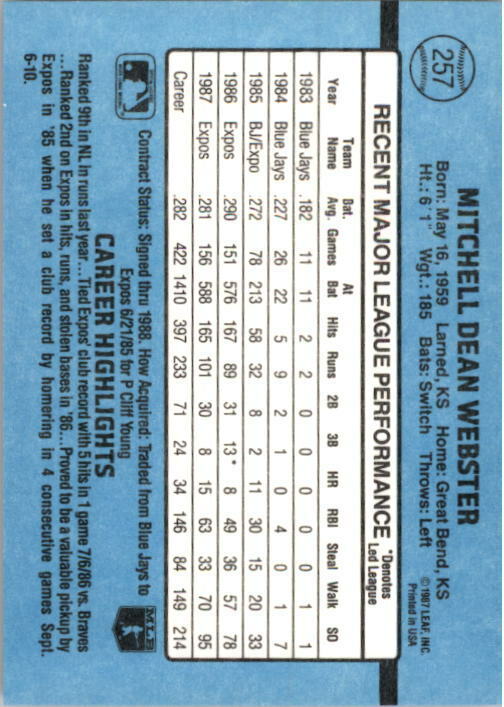 257
MITCHELL DEAN WEBSTER
Born: May 16, 1959 Larned, KS Home: Great Bend, KS
Ht.: 6'1" Wgt.: 185 Bats: Switch Throws: Left
© 1987 LEAF, INC.
Printed in USA
RECENT MAJOR LEAGUE PERFORMANCE *Denotes Led League
Year Team Name Bat. Avg. Games At Bat Hits Runs 2B 3B HR RBI Steal Walk SO
1983 Blue Jays .182 11 11 2 2 0 0 0 0 0 1 1
1984 Blue Jays .227 26 22 5 9 2 1 0 4 0 1 7
1985 BJ/Expo .272 78 213 58 32 8 2 11 30 15 20 33
1986 Expos .290 151 576 167 89 31 13* 8 49 36 57 78
1987 Expos .281 156 588 165 101 30 8 15 63 33 70 95
Career .282 422 1410 397 233 71 24 34 146 84 149 214
Contract Status: Signed thru 1988. How Acquired: Traded from Blue Jays to
Expos 6/21/85 for P Cliff Young
MLB
CAREER HIGHLIGHTS
Ranked 9th in NL in runs last year...Tied Expos' club record with 5 hits in 1 game 7/6/86 vs. Braves
...Ranked 2nd on Expos in hits, runs, and stolen bases in '86...Proved to be a valuable pickup by
Expos in '85 when he set a club record by homering in 4 consecutive games Sept.
6-10.